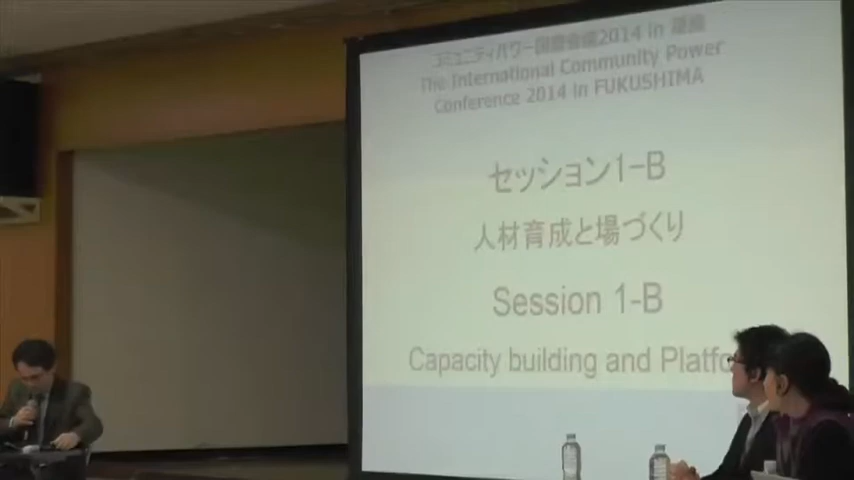 コミュニティパワー国際会議2014 in 福島
The International Community Power
Conference 2014 in FUKUSHIMA
セッション1-B
人材育成と場づくり
Session 1-B
Capacity building and Platfo